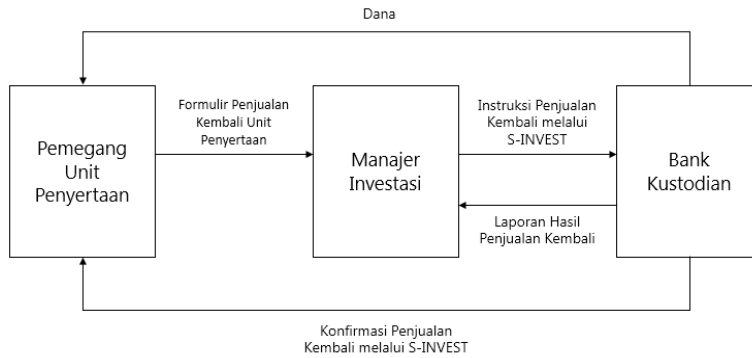 Dana
Formulir Penjualan
Kembali Unit
Penyertaan
Instruksi Penjualan
Kembali melalui
S-INVEST
Pemegang
Unit
Penyertaan
Manajer
Investasi
Bank
Kustodian
Laporan Hasil
Penjualan Kembali
Konfirmasi Penjualan
Kembali melalui S-INVEST